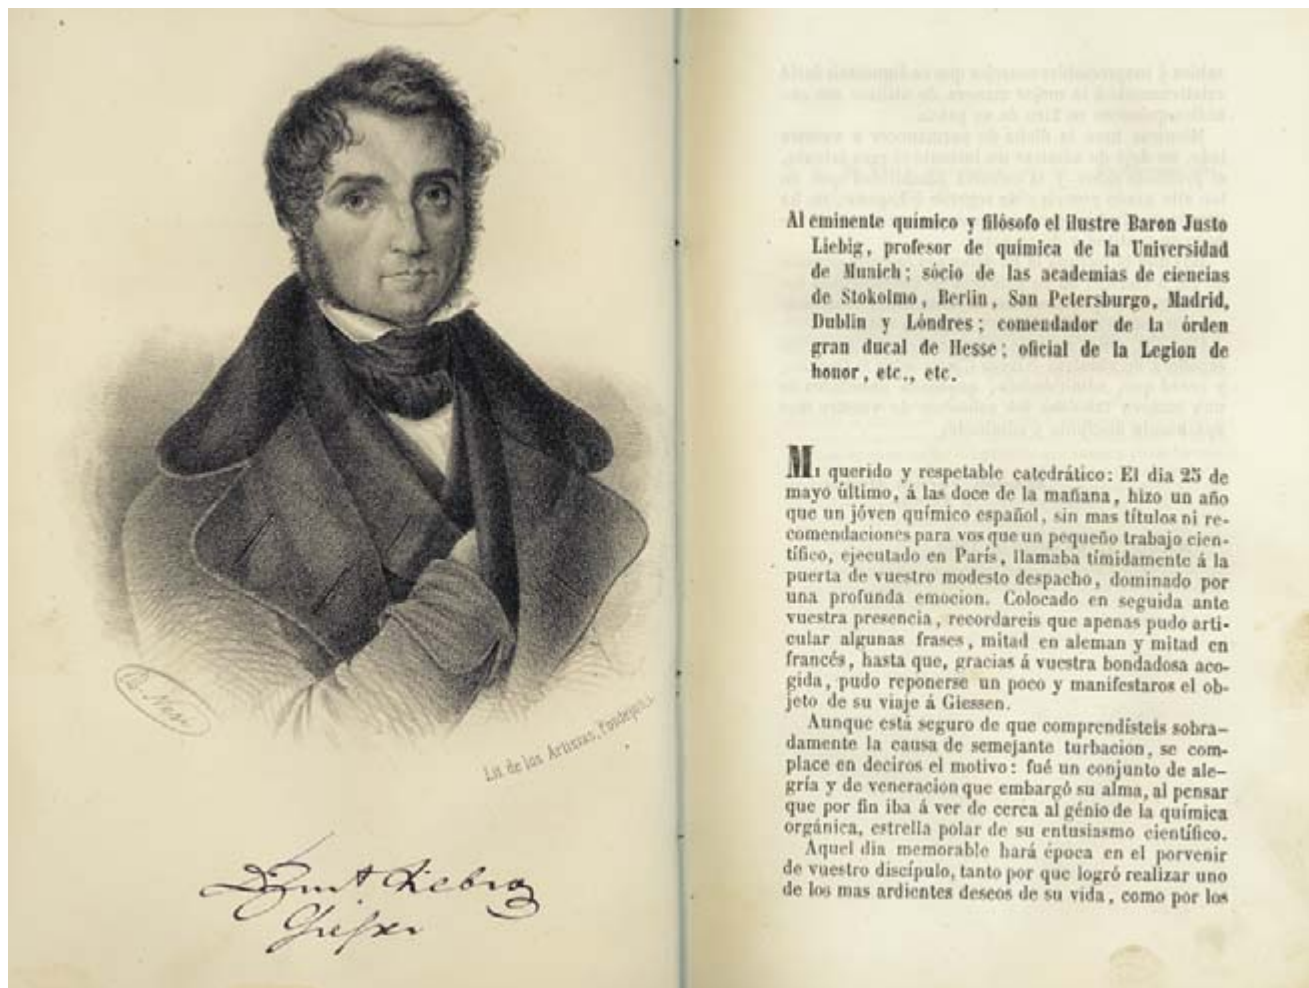 Lit de los Artistas,
Giessen
Al eminente químico y filósofo el ilustre Baron Justo
Liebig, profesor de química de la Universidad
de Munich; sócio de las academias de ciencias
de Stokolmo, Berlin, San Petersburgo, Madrid,
Dublin y Lóndres; comendador de la órden
gran ducal de Hesse; oficial de la Legion de
honor, etc., etc.
MI querido y respetable catedrático: El dia 25 de
mayo último, á las doce de la mañana, hizo un año
que un jóven químico español, sin mas títulos ni re-
comendaciones para vos que un pequeño trabajo cien-
tífico, ejecutado en París, llamaba tímidamente á la
puerta de vuestro modesto despacho, dominado por
una profunda emocion. Colocado en seguida ante
vuestra presencia, recordareis que apenas pudo arti-
cular algunas frases, mitad en aleman y mitad en
francés, hasta que, gracias á vuestra bondadosa aco-
gida, pudo reponerse un poco y manifestaros el ob-
jeto de su viaje á Giessen.
Aunque está seguro de que comprendísteis sobra-
damente la causa de semejante turbacion, se com-
place en deciros el motivo: fué un conjunto de ale-
gría y de veneracion que embargó su alma, al pensar
que por fin iba á ver de cerca al génio de la química
orgánica, estrella polar de su entusiasmo científico.
Aquel dia memorable hará época en el porvenir
de vuestro discípulo, tanto por que logró realizar uno
de los mas ardientes deseos de su vida, como por los